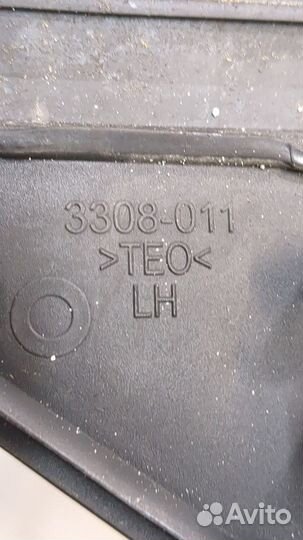 3308-011
>TEO<
LH
Avito